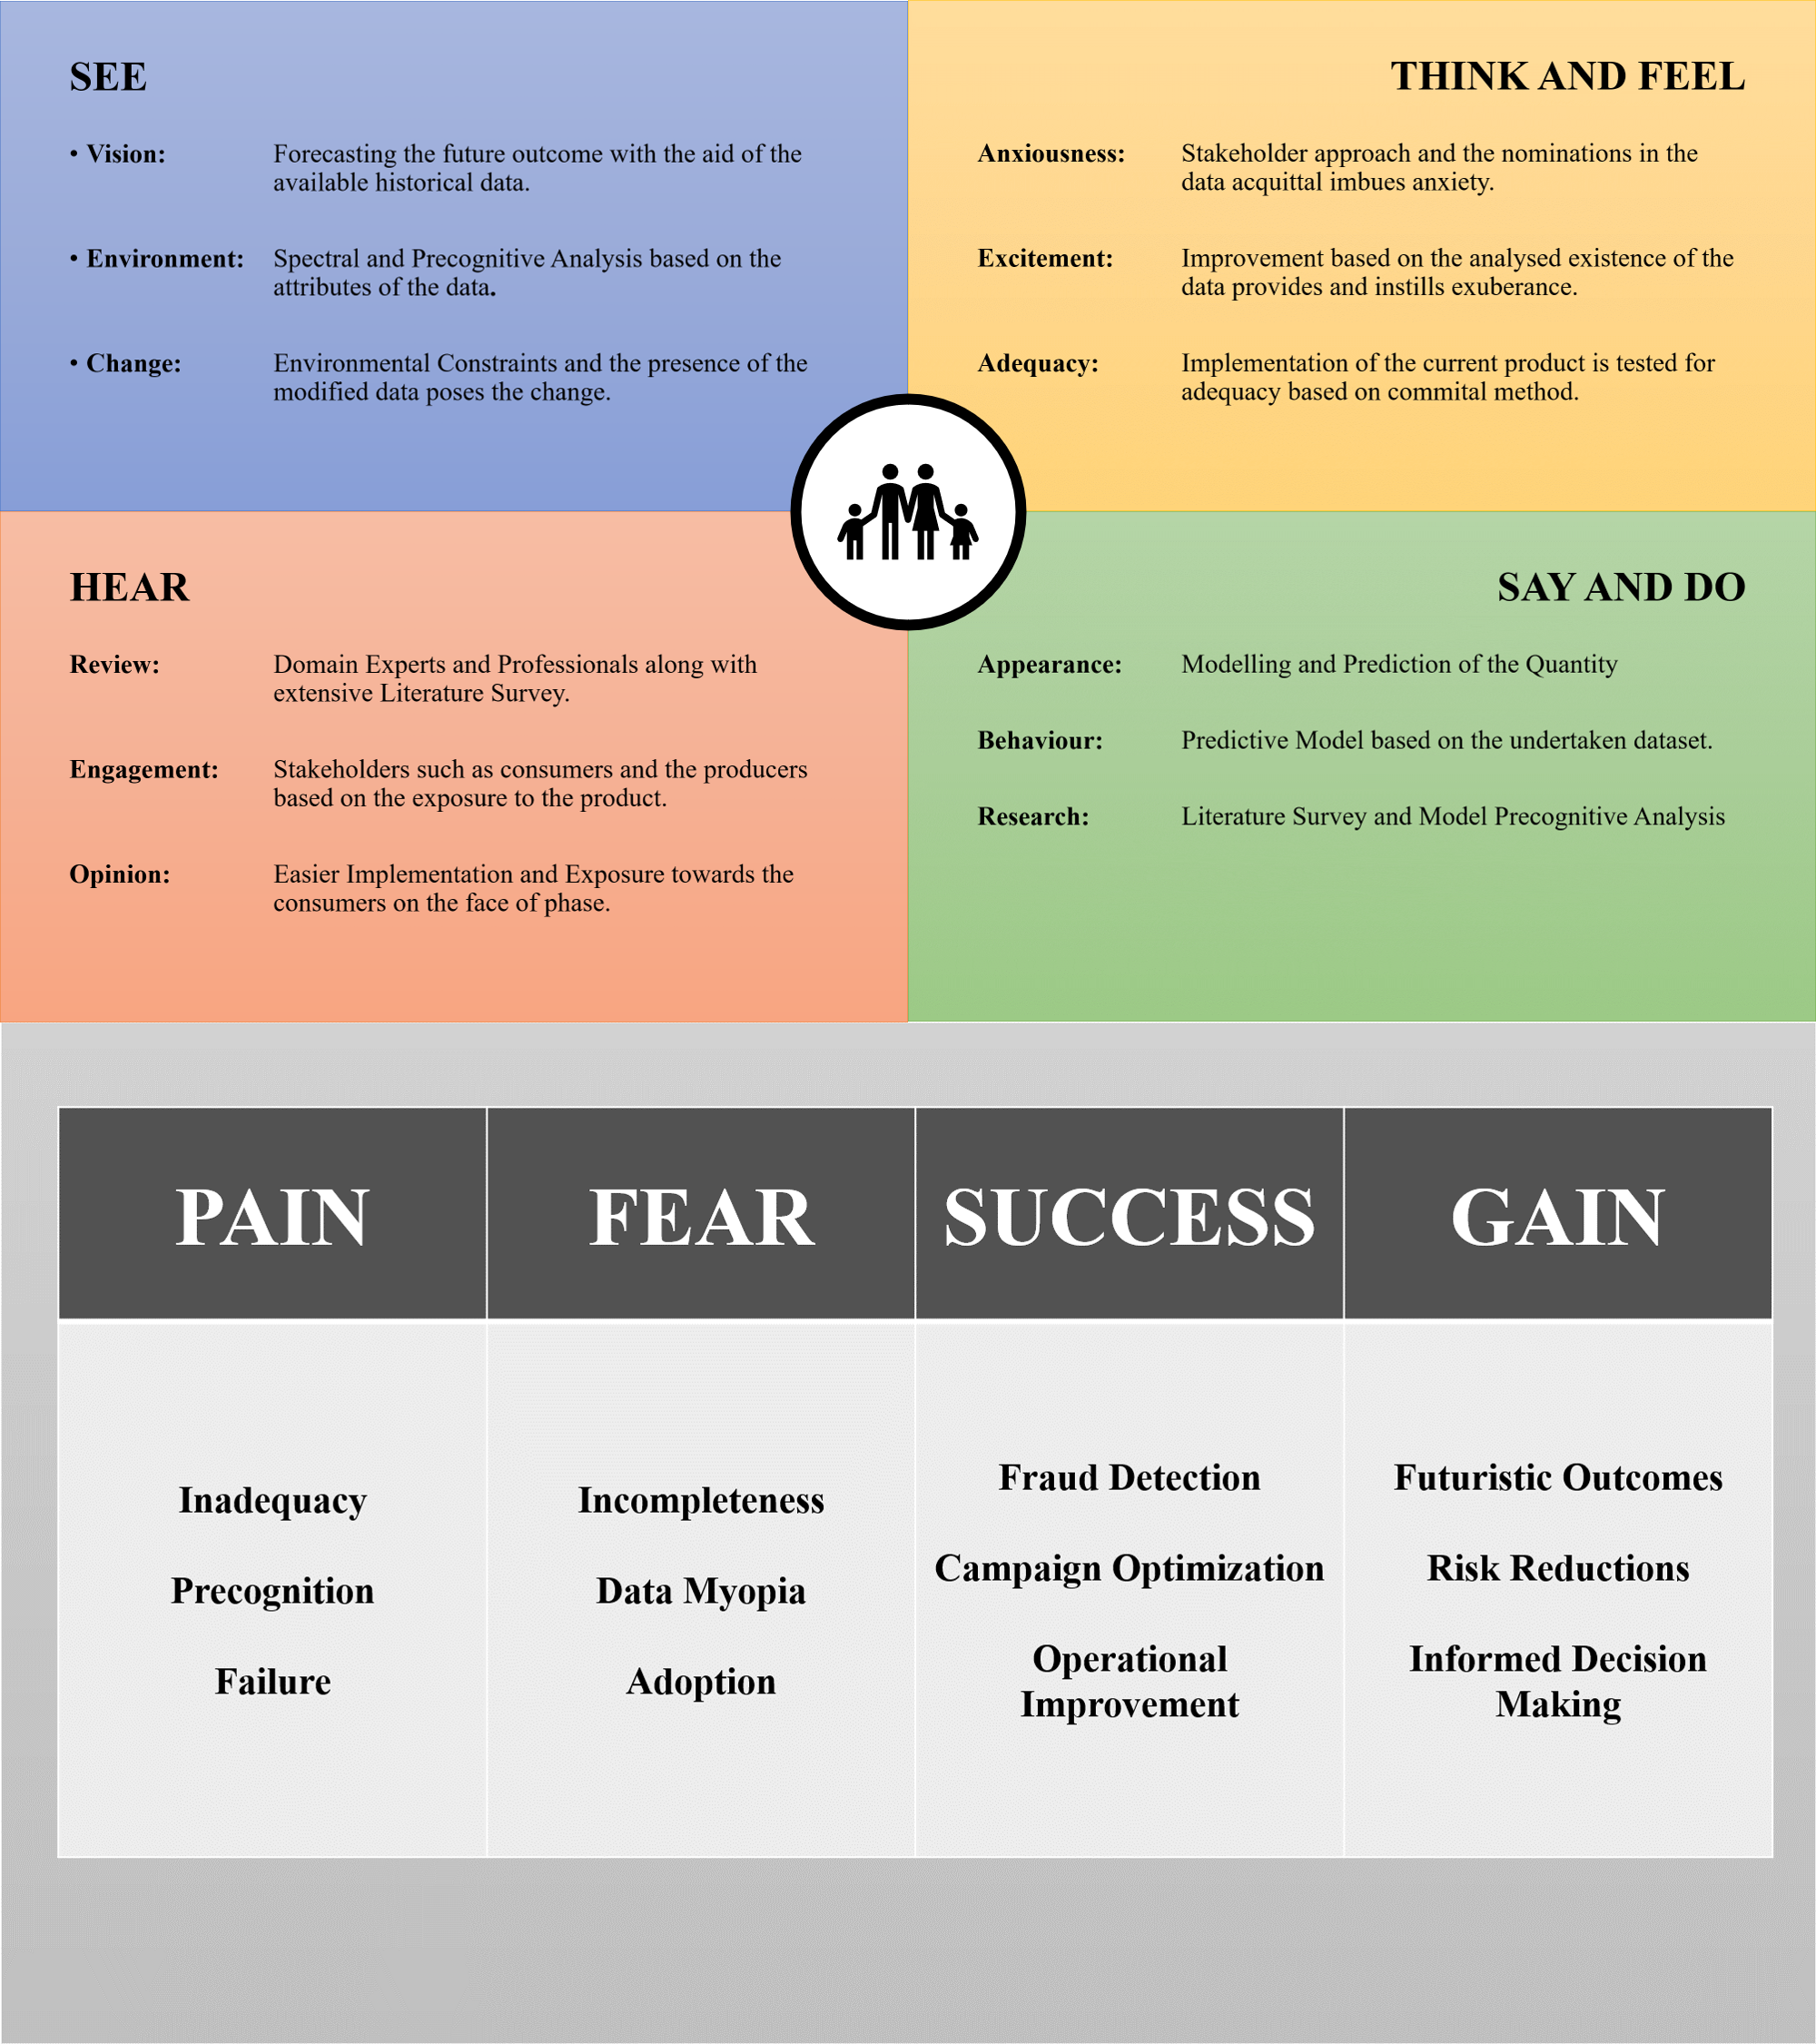 SEE
• Vision: Forecasting the future outcome with the aid of the
available historical data.
• Environment: Spectral and Precognitive Analysis based on the
attributes of the data.
• Change: Environmental Constraints and the presence of the
modified data poses the change.
THINK AND FEEL
Anxiousness: Stakeholder approach and the nominations in the
data acquittal imbues anxiety.
Excitement: Improvement based on the analysed existence of the
data provides and instills exuberance.
Adequacy: Implementation of the current product is tested for
adequacy based on commital method.
HEAR
Review: Domain Experts and Professionals along with
extensive Literature Survey.
Engagement: Stakeholders such as consumers and the producers
based on the exposure to the product.
Opinion: Easier Implementation and Exposure towards the
consumers on the face of phase.
SAY AND DO
Appearance: Modelling and Prediction of the Quantity
Behaviour: Predictive Model based on the undertaken dataset.
Research: Literature Survey and Model Precognitive Analysis
PAIN
FEAR
SUCCESS
GAIN
Inadequacy
Precognition
Failure
Incompleteness
Data Myopia
Adoption
Fraud Detection
Campaign Optimization
Operational
Improvement
Futuristic Outcomes
Risk Reductions
Informed Decision
Making